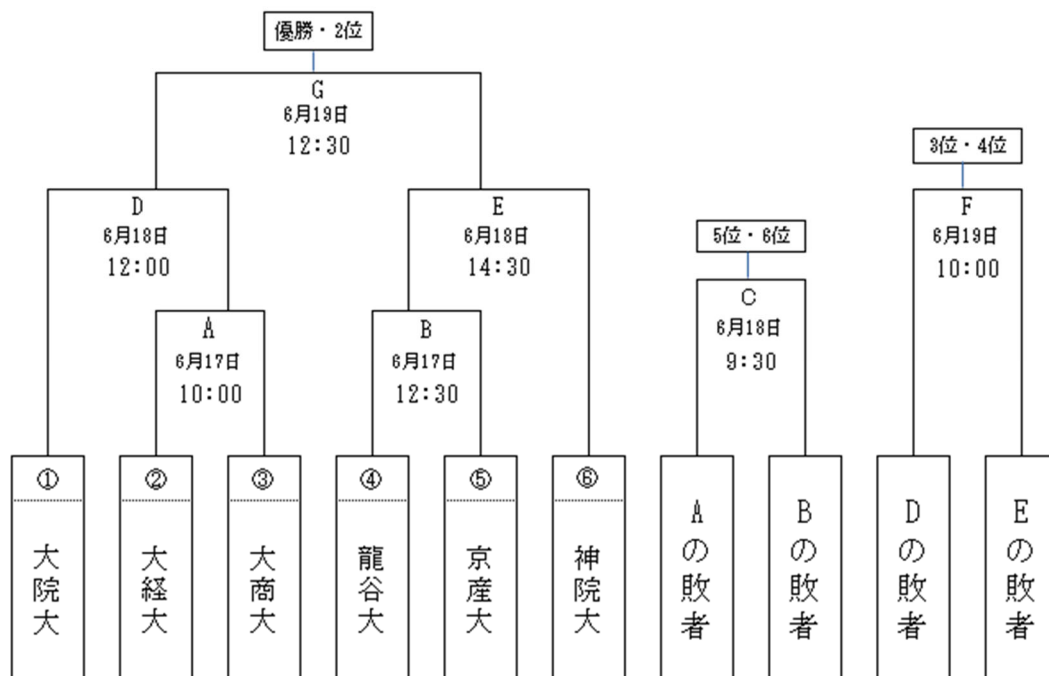 優勝・2位
G
6月19日
12:30
3位・4位
D
6月18日
12:00
E
6月18日
14:30
F
6月19日
10:00
5位・6位
C
6月18日
9:30
A
6月17日
10:00
B
6月17日
12:30
①
大院大
②
大経大
③
大商大
④
龍谷大
⑤
京産大
⑥
神院大
Aの敗者
Bの敗者
Dの敗者
Eの敗者